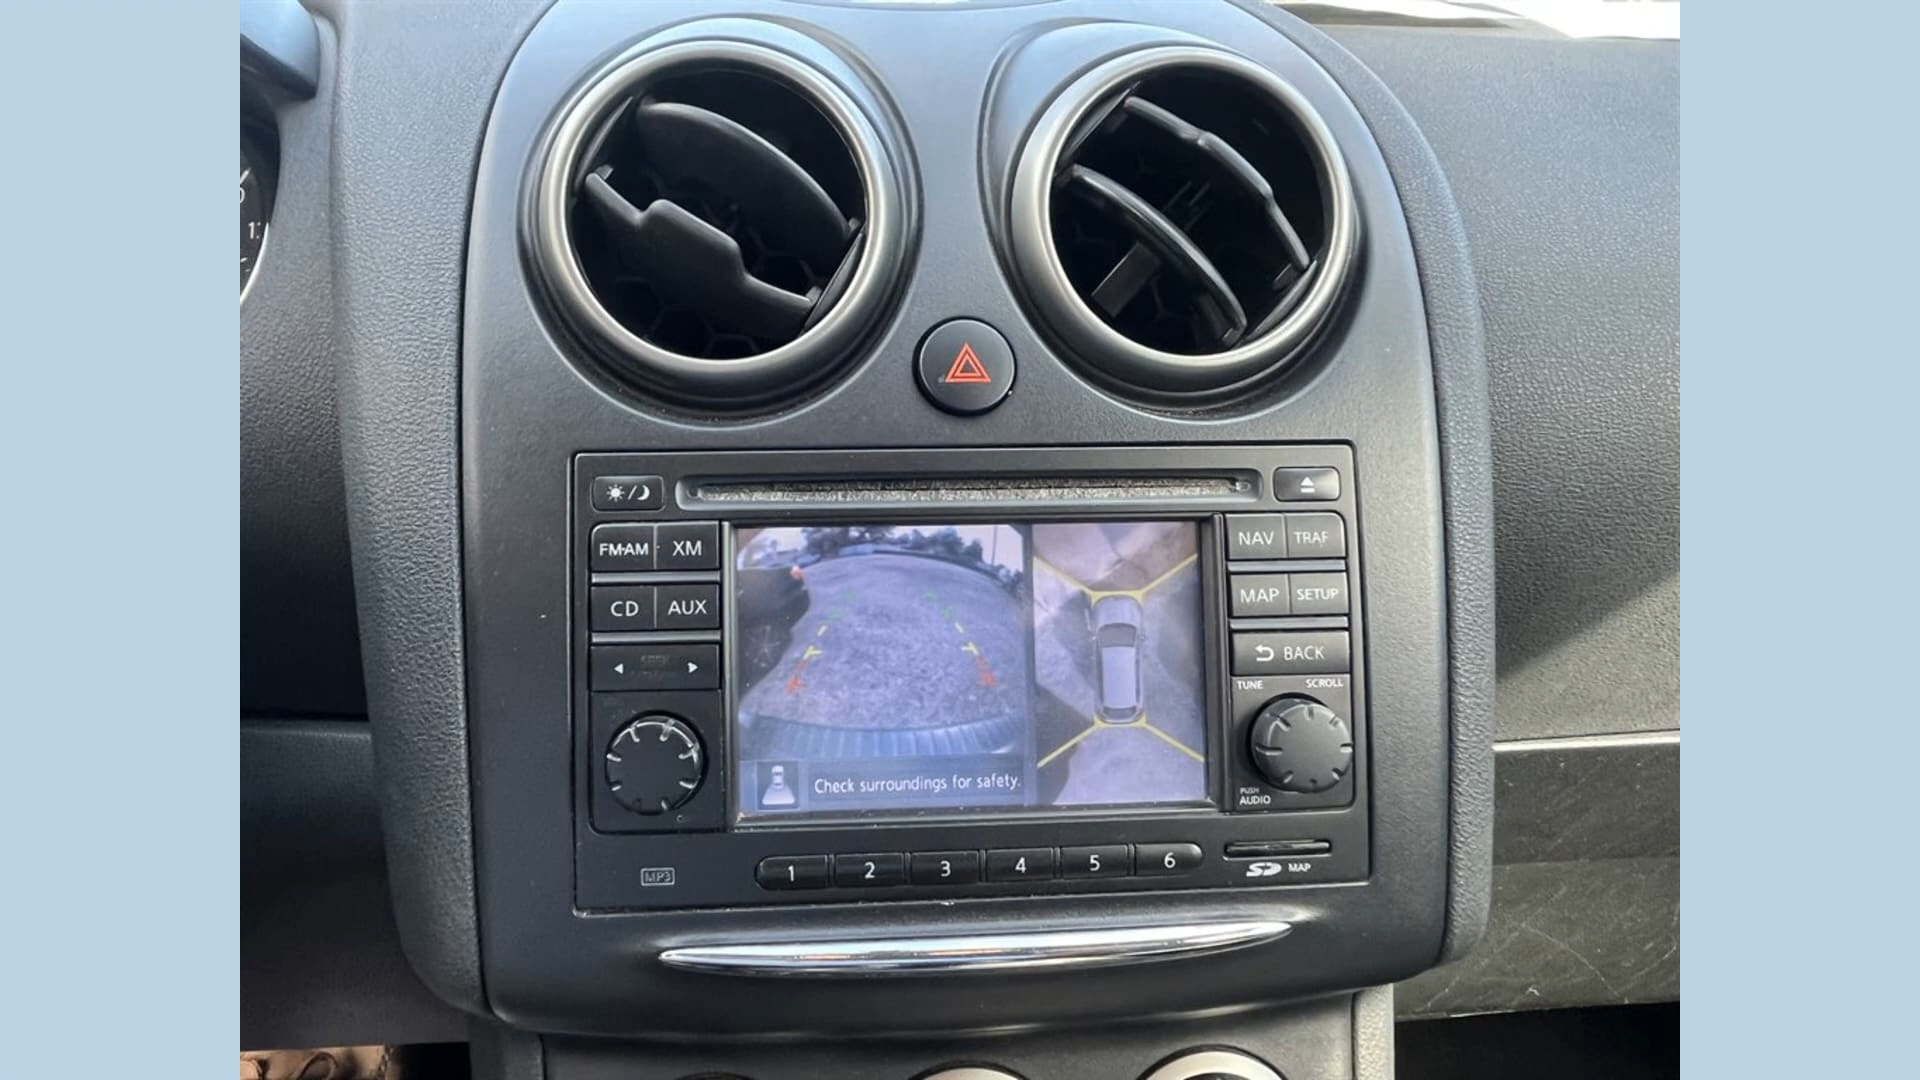 FM·AM XM
CD AUX
NAV TRAF
MAP SETUP
BACK
TUNE SCROLL
PUSH
AUDIO
Check surroundings for safety.
MP3
1 2 3 4 5 6
SD MAP